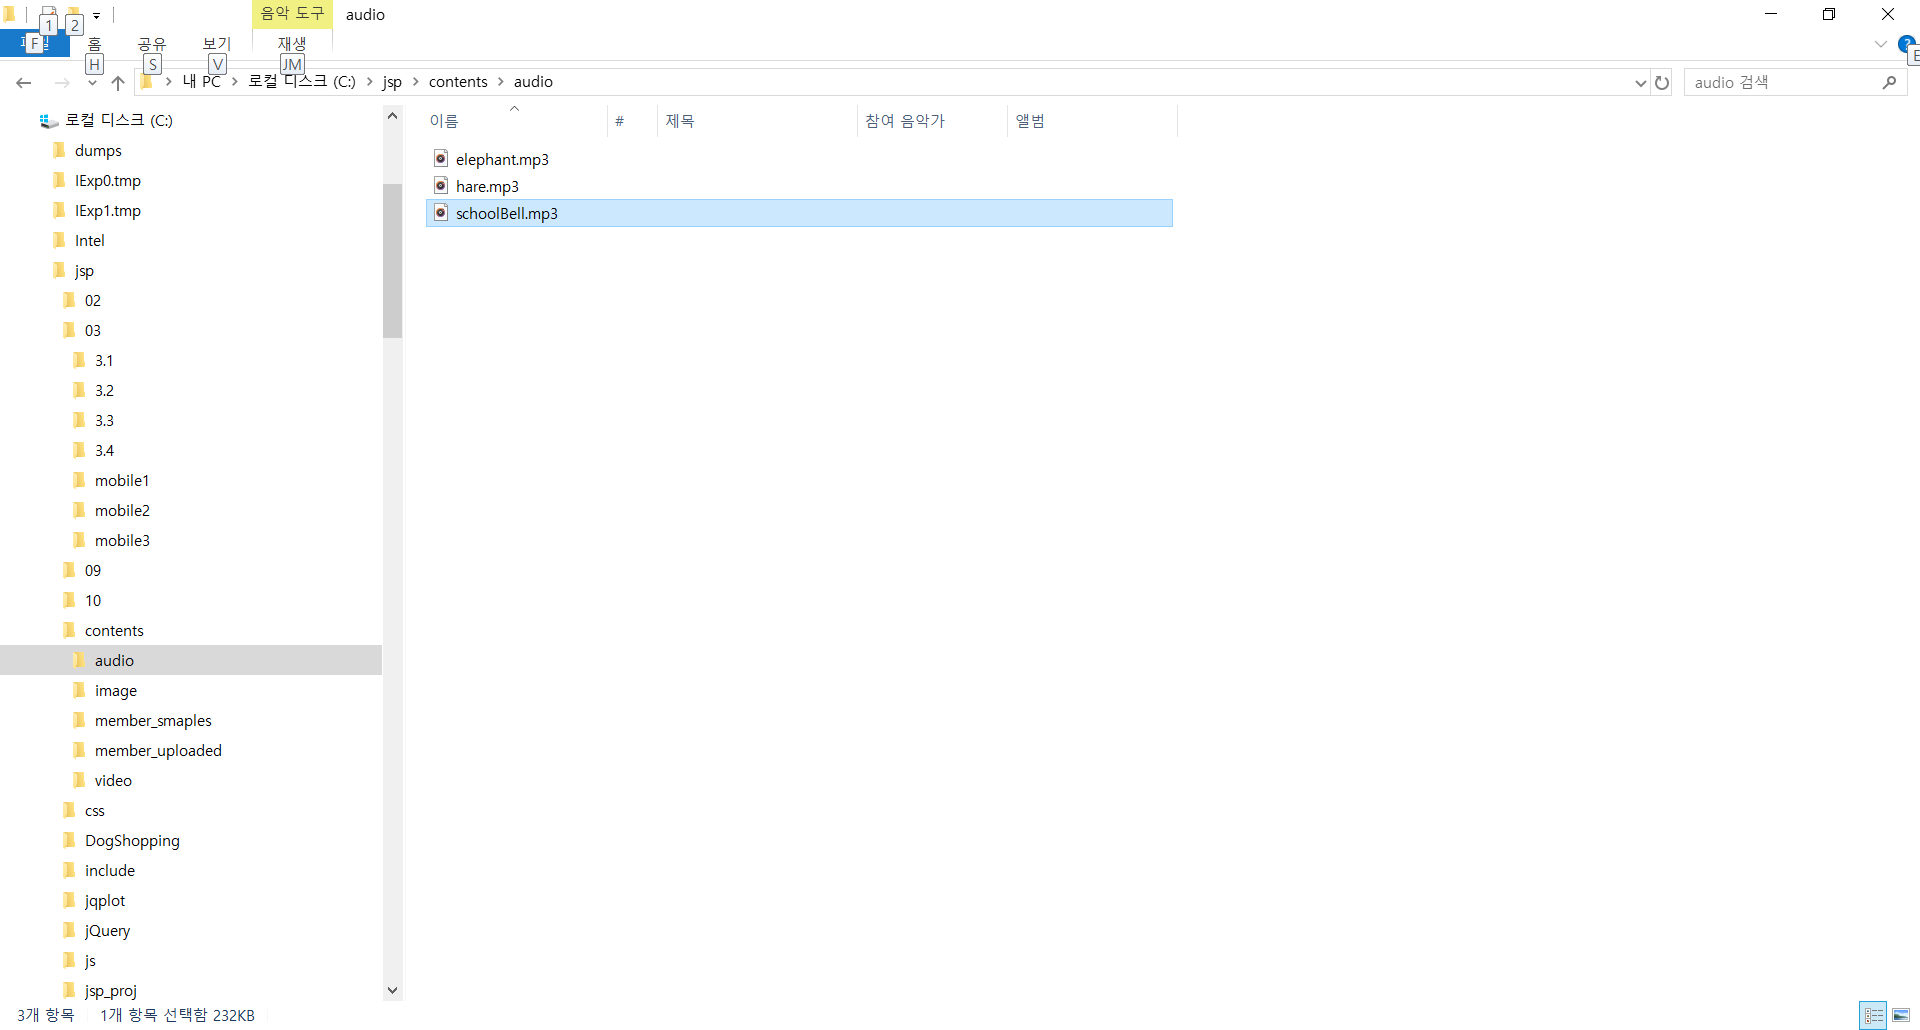 1 2 음악 도구 audio
F 홈 공유 보기 재생
H S V JM E
내 PC > 로컬 디스크 (C:) > jsp > contents > audio
audio 검색
로컬 디스크 (C:)
dumps
IExp0.tmp
IExp1.tmp
Intel
jsp
02
03
3.1
3.2
3.3
3.4
mobile1
mobile2
mobile3
09
10
contents
audio
image
member_smaples
member_uploaded
video
css
DogShopping
include
jqplot
jQuery
js
jsp_proj
이름 # 제목 참여 음악가 앨범
elephant.mp3
hare.mp3
schoolBell.mp3
3개 항목 1개 항목 선택함 232KB